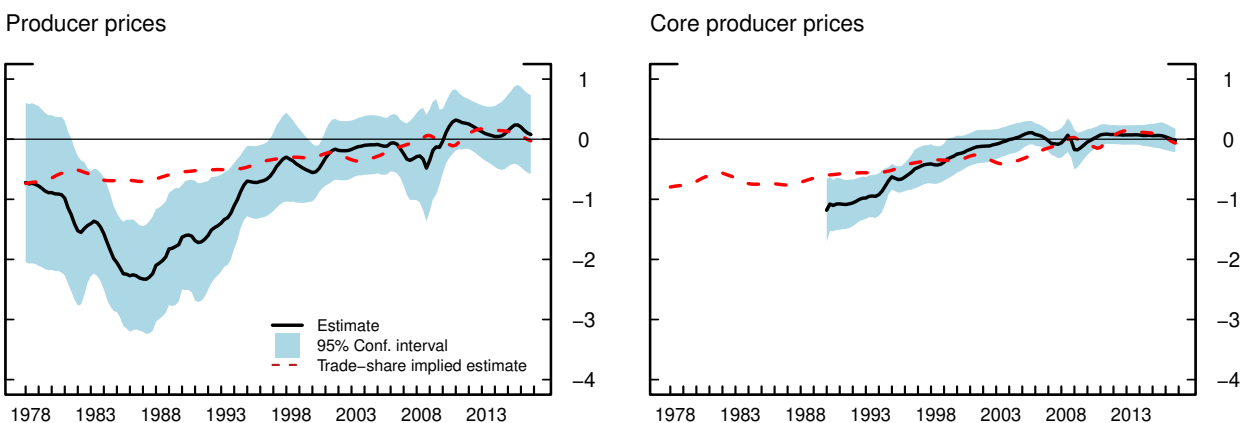 Producer prices
Core producer prices
1
0
−1
−2
−3
−4
1978 1983 1988 1993 1998 2003 2008 2013
Estimate
95% Conf. interval
Trade−share implied estimate
1
0
−1
−2
−3
−4
1978 1983 1988 1993 1998 2003 2008 2013